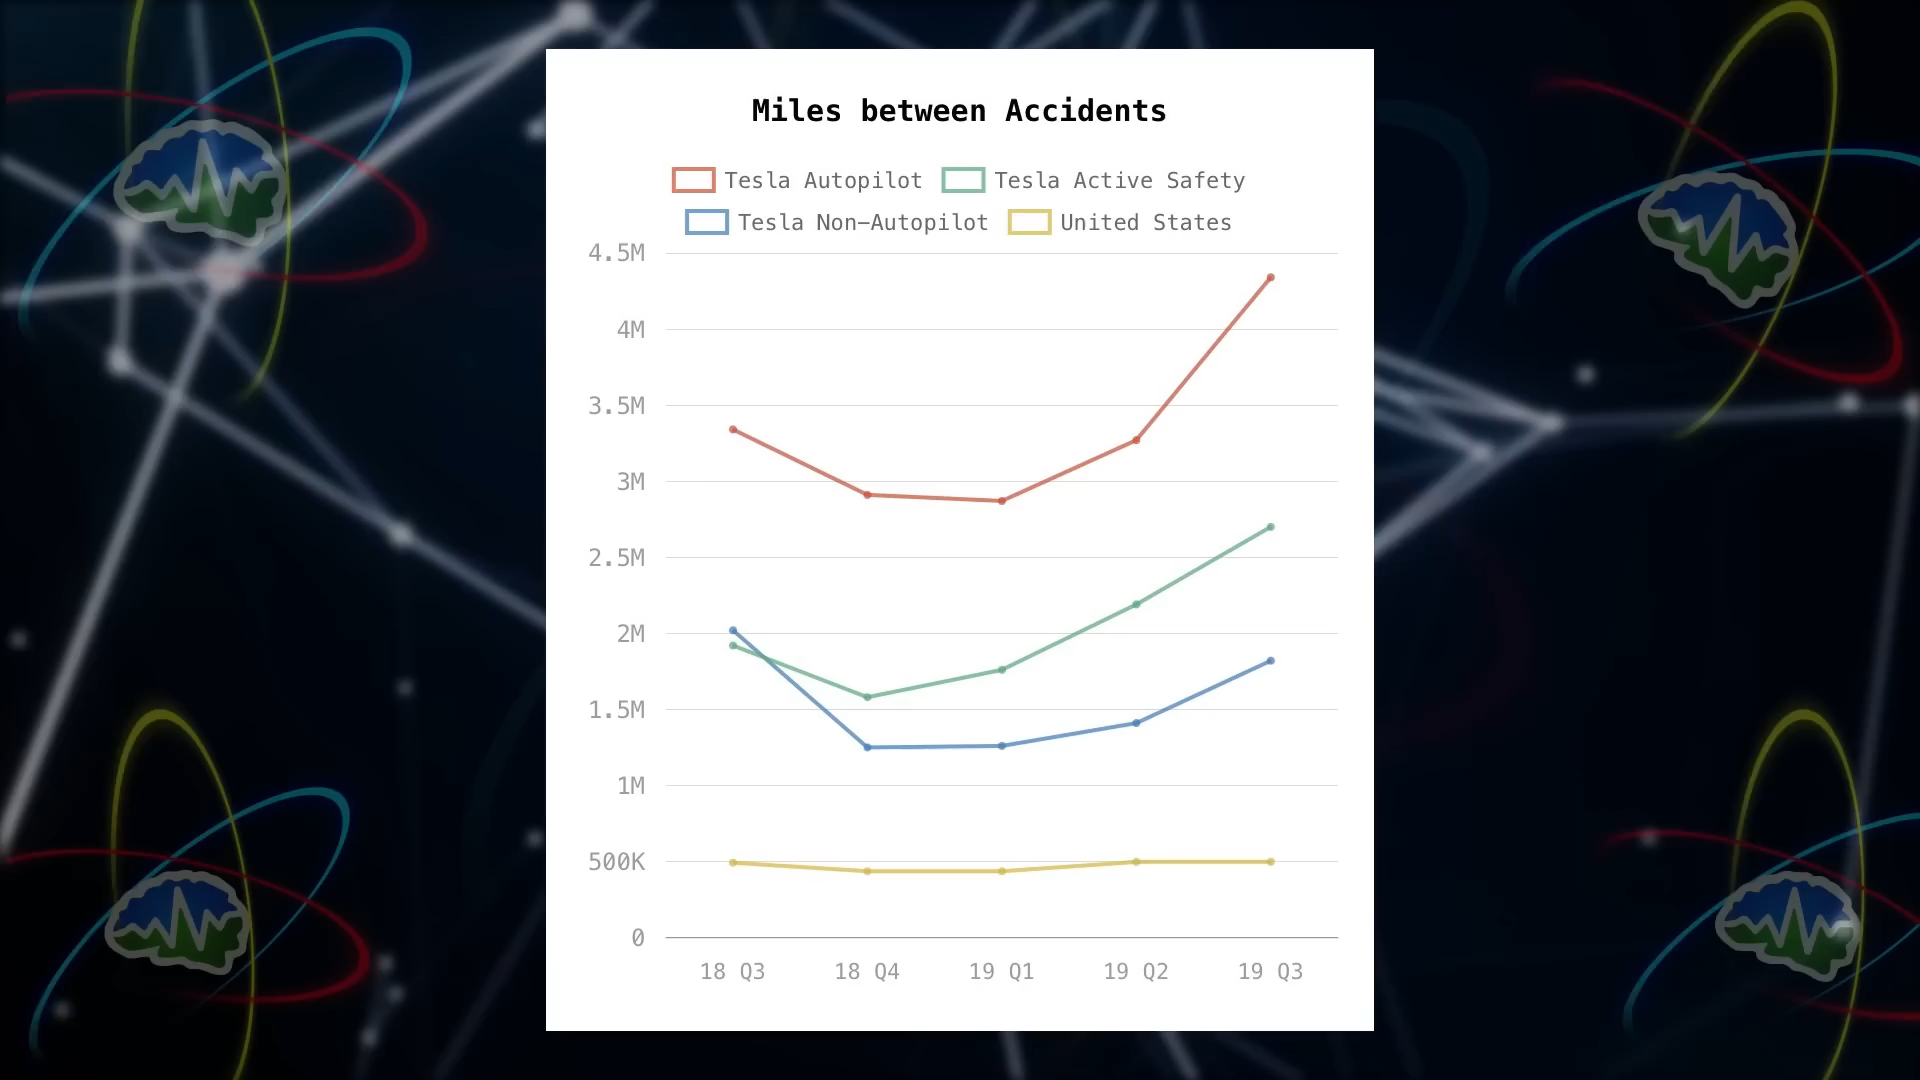 Miles between Accidents
Tesla Autopilot Tesla Active Safety
Tesla Non-Autopilot United States
4.5M
4M
3.5M
3M
2.5M
2M
1.5M
1M
500K
0
18 Q3 18 Q4 19 Q1 19 Q2 19 Q3